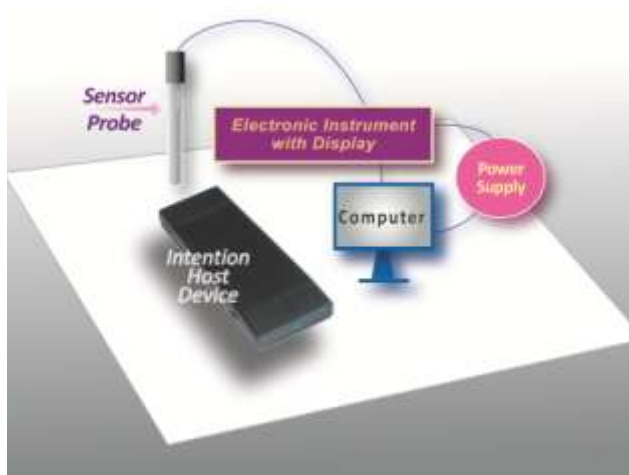 Sensor
Probe
Electronic Instrument
with Display
Power
Supply
Computer
Intention
Host
Device